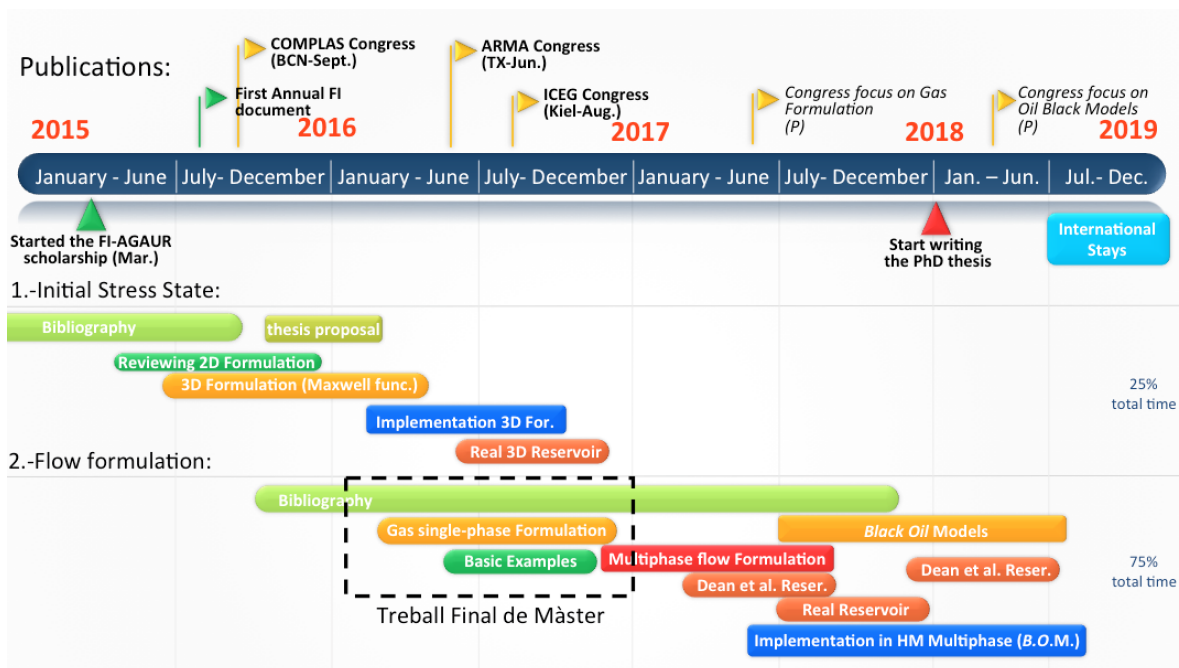 Publications:
COMPLAS Congress
(BCN-Sept.)
First Annual FI
document
ARMA Congress
(TX-Jun.)
ICEG Congress
(Kiel-Aug.)
Congress focus on Gas
Formulation
(P)
Congress focus on
Oil Black Models
(P)
2015
2016
2017
2018
2019
January - June
July- December
January - June
July- December
January - June
July- December
Jan. – Jun.
Jul.- Dec.
Started the FI-AGAUR
scholarship (Mar.)
Start writing
the PhD thesis
International
Stays
1.-Initial Stress State:
Bibliography
thesis proposal
Reviewing 2D Formulation
3D Formulation (Maxwell func.)
25%
total time
Implementation 3D For.
Real 3D Reservoir
2.-Flow formulation:
Bibliography
Gas single-phase Formulation
Black Oil Models
Basic Examples
Multiphase flow Formulation
Dean et al. Reser.
75%
total time
Dean et al. Reser.
Real Reservoir
Treball Final de Màster
Implementation in HM Multiphase (B.O.M.)